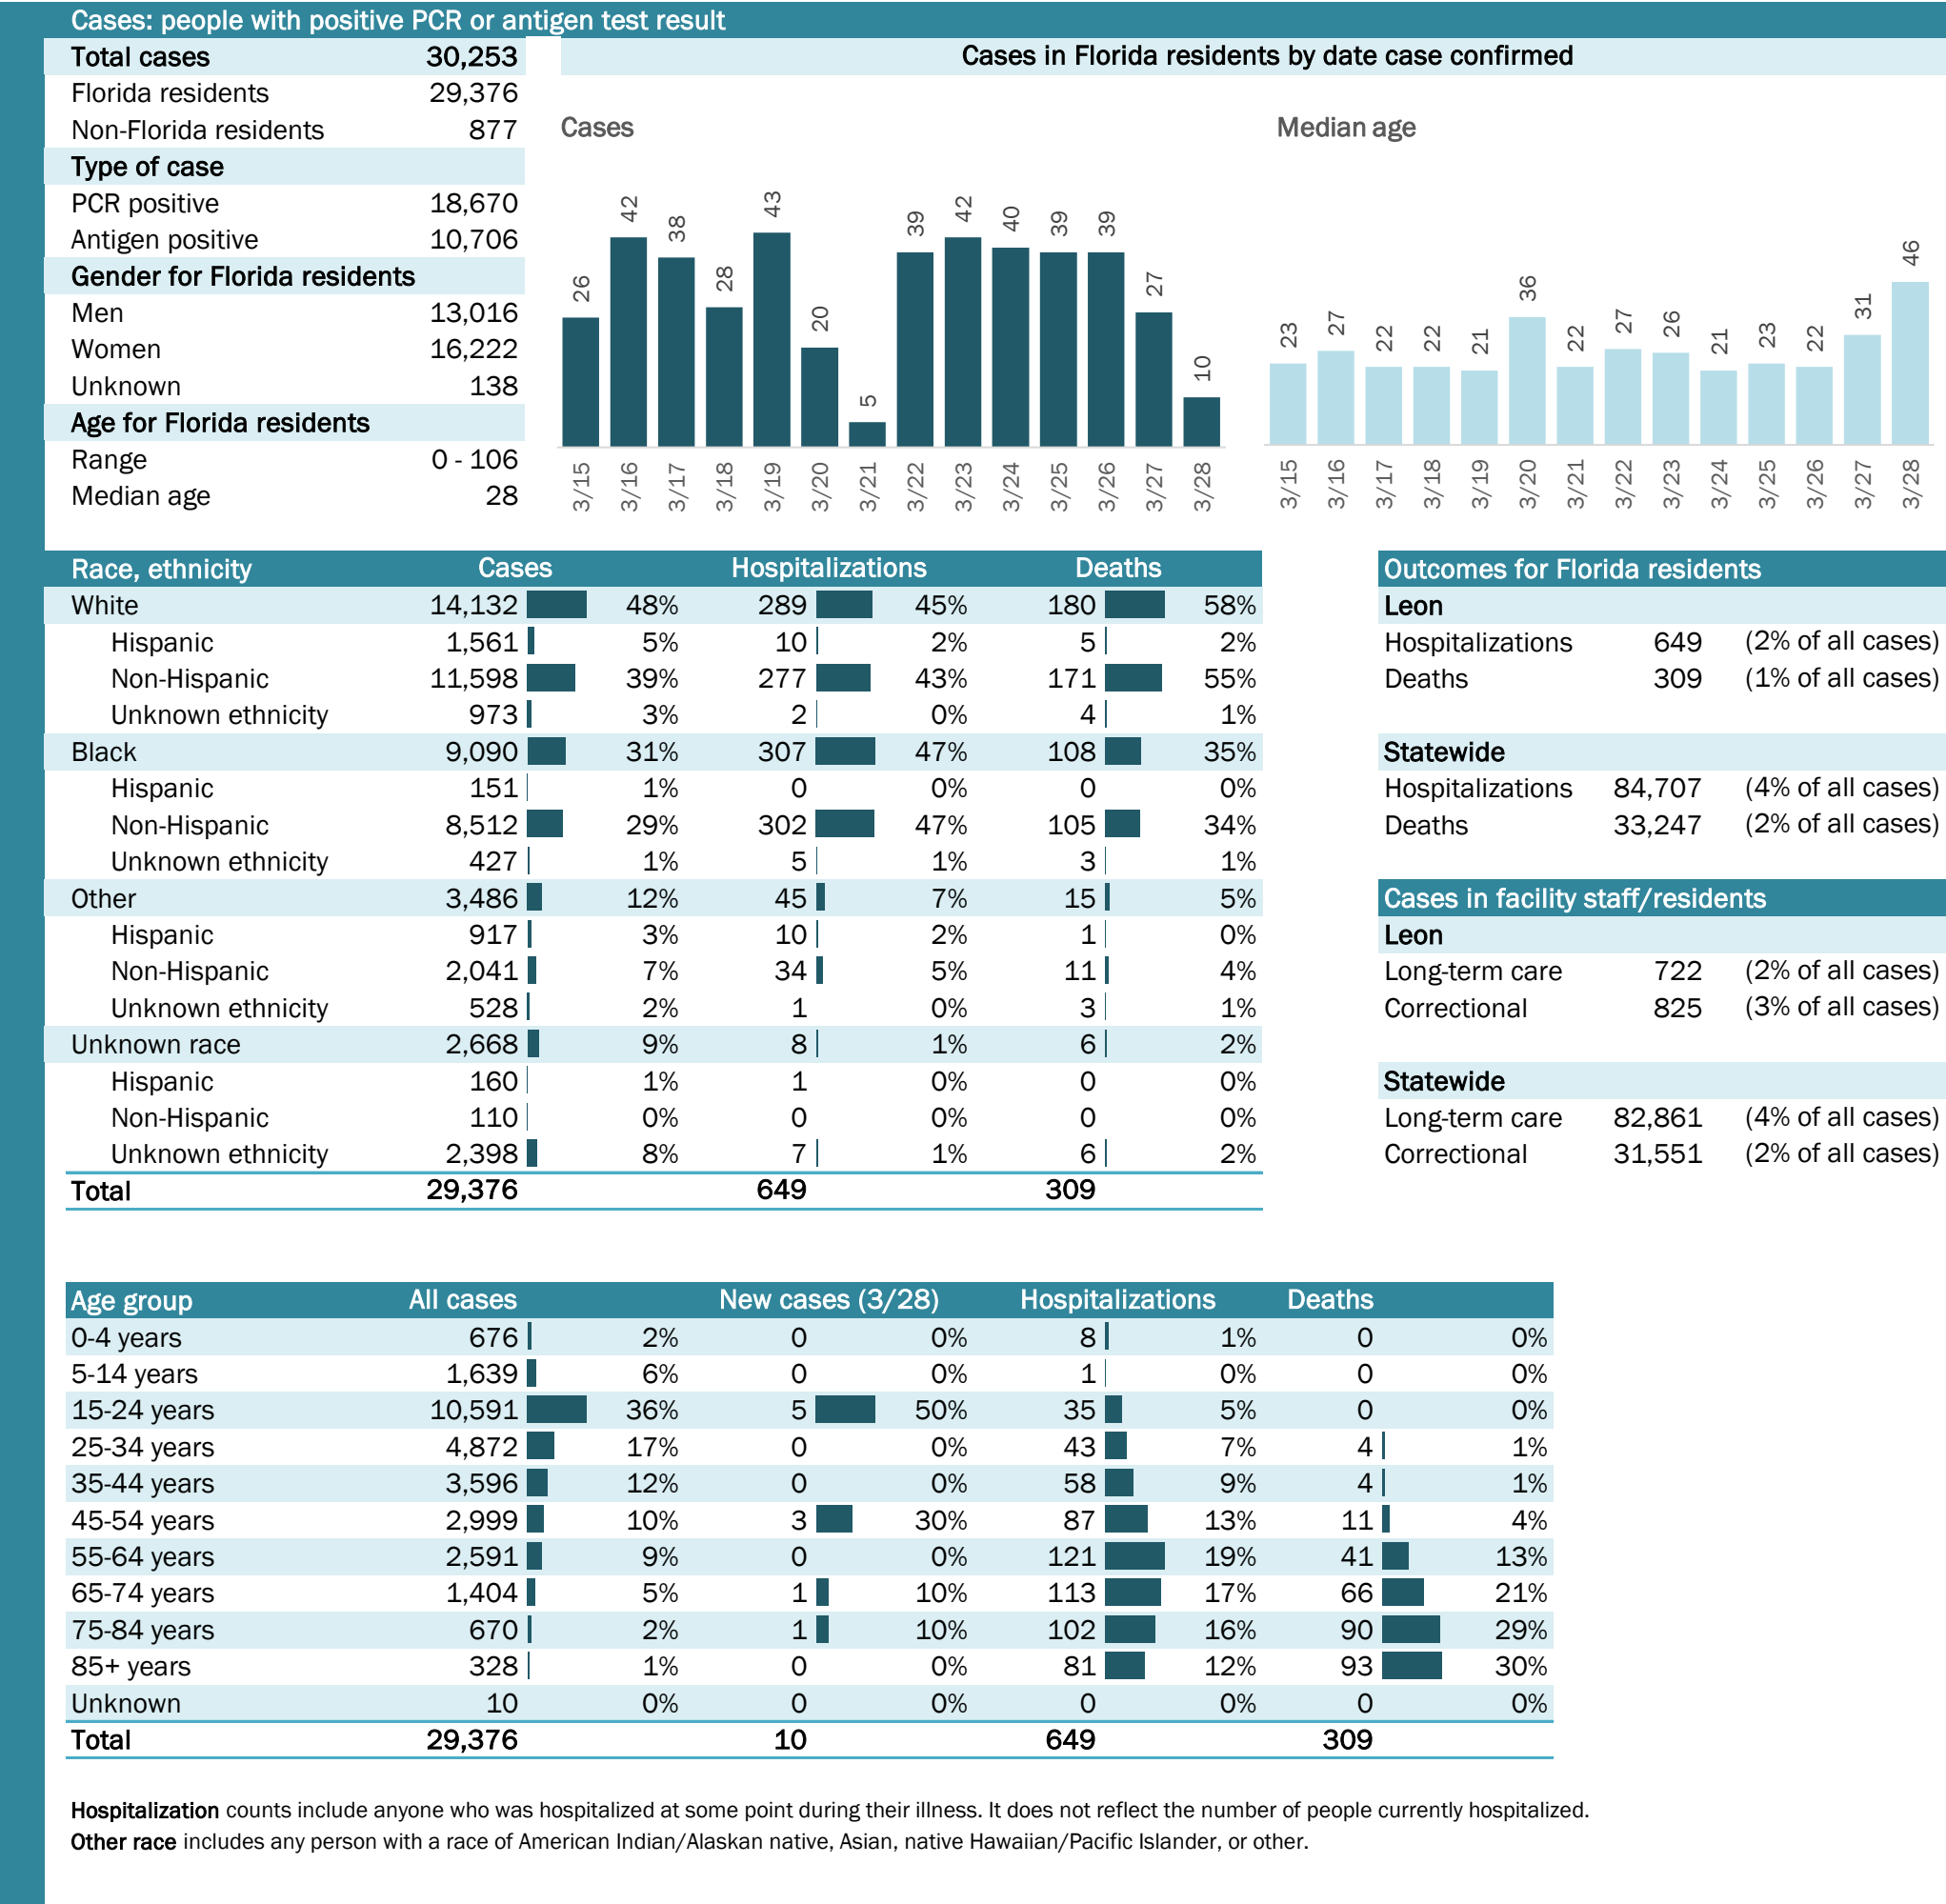 Cases: people with positive PCR or antigen test result
Total cases 30,253
Florida residents 29,376
Non-Florida residents 877
Type of case
PCR positive 18,670
Antigen positive 10,706
Gender for Florida residents
Men 13,016
Women 16,222
Unknown 138
Age for Florida residents
Range 0 - 106
Median age 28
Cases in Florida residents by date case confirmed
Cases
26 42 38 28 43 20 5 39 42 40 39 39 27 10
3/15 3/16 3/17 3/18 3/19 3/20 3/21 3/22 3/23 3/24 3/25 3/26 3/27 3/28
Median age
23 27 22 22 21 36 22 27 26 21 23 22 31 46
3/15 3/16 3/17 3/18 3/19 3/20 3/21 3/22 3/23 3/24 3/25 3/26 3/27 3/28
Race, ethnicity Cases Hospitalizations Deaths
White 14,132 48% 289 45% 180 58%
Hispanic 1,561 5% 10 2% 5 2%
Non-Hispanic 11,598 39% 277 43% 171 55%
Unknown ethnicity 973 3% 2 0% 4 1%
Black 9,090 31% 307 47% 108 35%
Hispanic 151 1% 0 0% 0 0%
Non-Hispanic 8,512 29% 302 47% 105 34%
Unknown ethnicity 427 1% 5 1% 3 1%
Other 3,486 12% 45 7% 15 5%
Hispanic 917 3% 10 2% 1 0%
Non-Hispanic 2,041 7% 34 5% 11 4%
Unknown ethnicity 528 2% 1 0% 3 1%
Unknown race 2,668 9% 8 1% 6 2%
Hispanic 160 1% 1 0% 0 0%
Non-Hispanic 110 0% 0 0% 0 0%
Unknown ethnicity 2,398 8% 7 1% 6 2%
Total 29,376 649 309
Outcomes for Florida residents
Leon
Hospitalizations 649 (2% of all cases)
Deaths 309 (1% of all cases)
Statewide
Hospitalizations 84,707 (4% of all cases)
Deaths 33,247 (2% of all cases)
Cases in facility staff/residents
Leon
Long-term care 722 (2% of all cases)
Correctional 825 (3% of all cases)
Statewide
Long-term care 82,861 (4% of all cases)
Correctional 31,551 (2% of all cases)
Age group All cases New cases (3/28) Hospitalizations Deaths
0-4 years 676 2% 0 0% 8 1% 0 0%
5-14 years 1,639 6% 0 0% 1 0% 0 0%
15-24 years 10,591 36% 5 50% 35 5% 0 0%
25-34 years 4,872 17% 0 0% 43 7% 4 1%
35-44 years 3,596 12% 0 0% 58 9% 4 1%
45-54 years 2,999 10% 3 30% 87 13% 11 4%
55-64 years 2,591 9% 0 0% 121 19% 41 13%
65-74 years 1,404 5% 1 10% 113 17% 66 21%
75-84 years 670 2% 1 10% 102 16% 90 29%
85+ years 328 1% 0 0% 81 12% 93 30%
Unknown 10 0% 0 0% 0 0% 0 0%
Total 29,376 10 649 309
Hospitalization counts include anyone who was hospitalized at some point during their illness. It does not reflect the number of people currently hospitalized.
Other race includes any person with a race of American Indian/Alaskan native, Asian, native Hawaiian/Pacific Islander, or other.